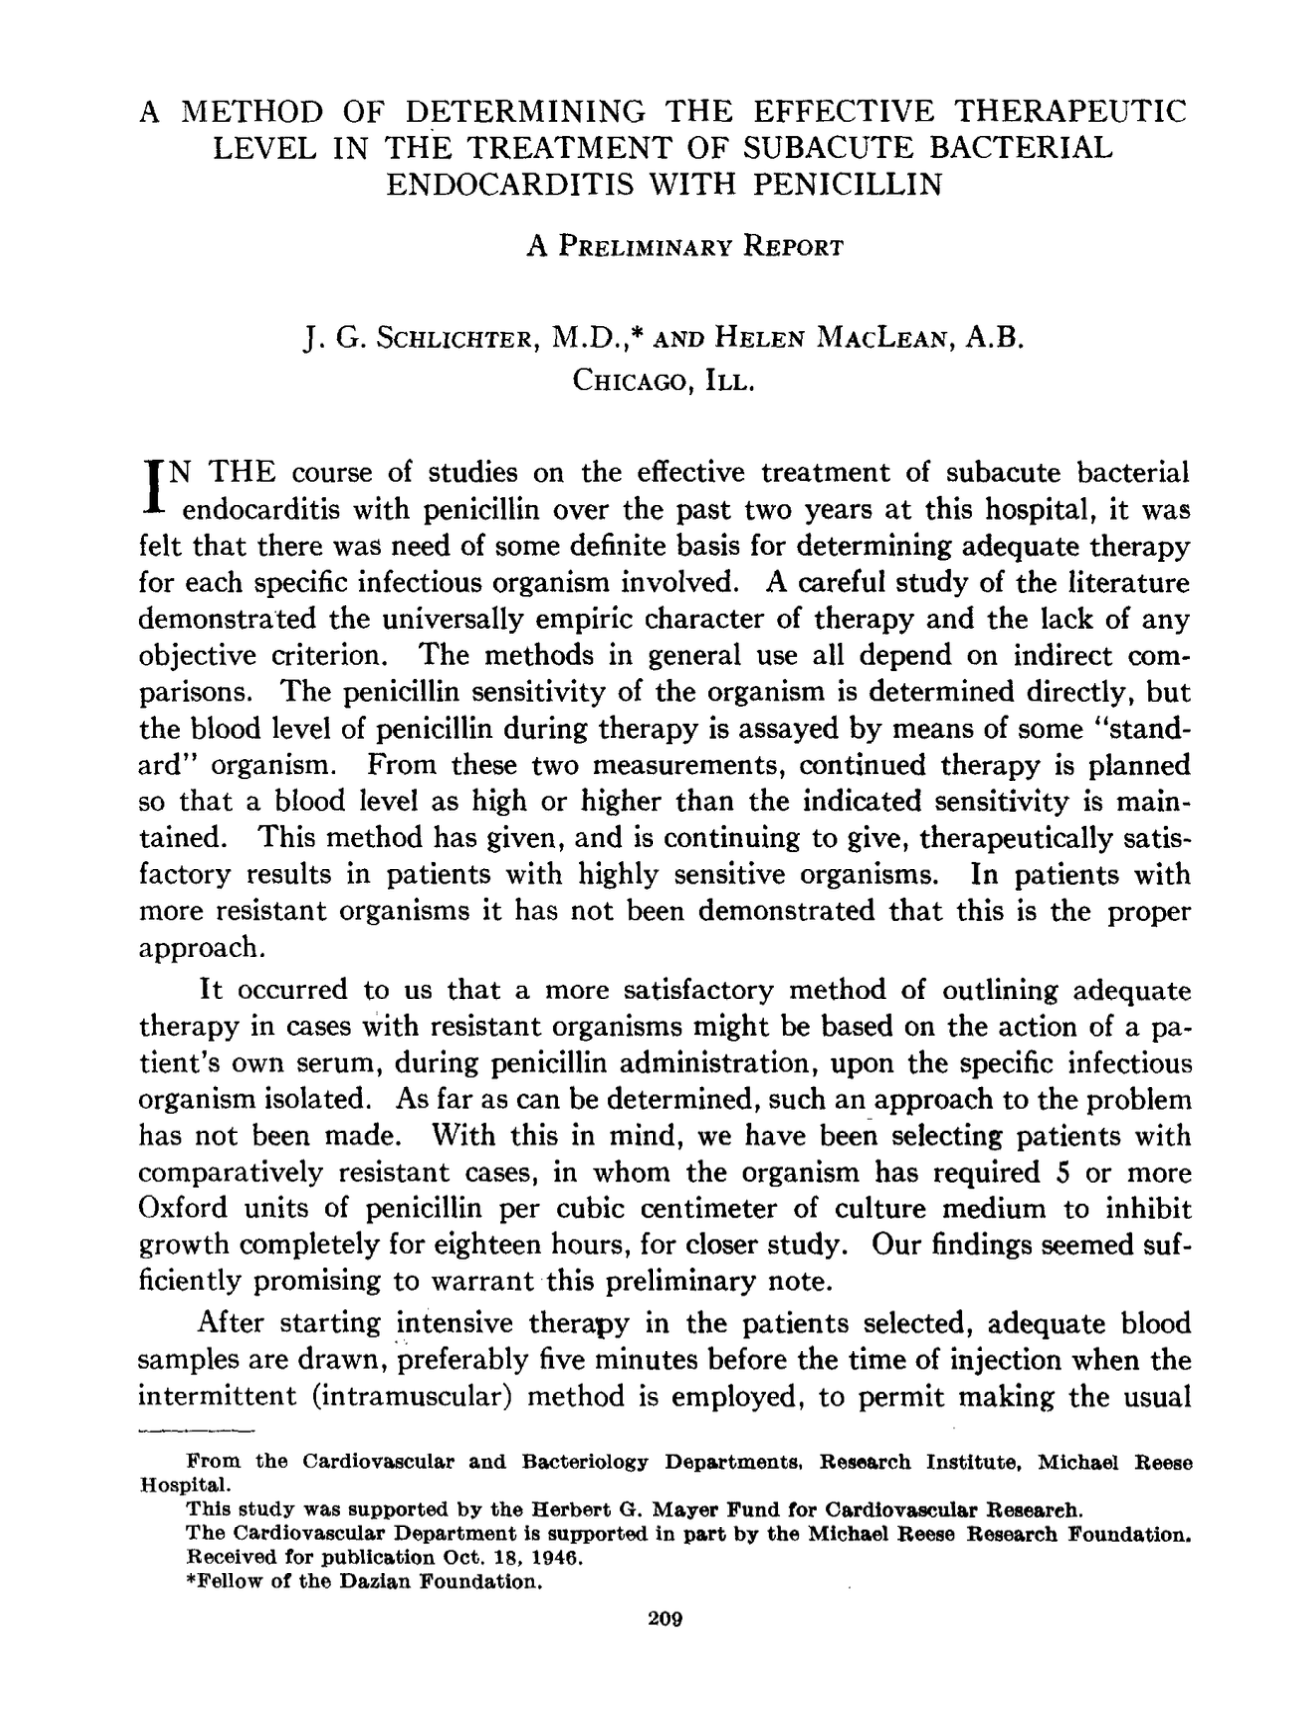 A METHOD OF DETERMINING THE EFFECTIVE THERAPEUTIC
LEVEL IN THE TREATMENT OF SUBACUTE BACTERIAL
ENDOCARDITIS WITH PENICILLIN
A PRELIMINARY REPORT
J. G. SCHLICHTER, M.D.,* AND HELEN MACLEAN, A.B.
CHICAGO, ILL.
IN THE course of studies on the effective treatment of subacute bacterial
endocarditis with penicillin over the past two years at this hospital, it was
felt that there was need of some definite basis for determining adequate therapy
for each specific infectious organism involved. A careful study of the literature
demonstrated the universally empiric character of therapy and the lack of any
objective criterion. The methods in general use all depend on indirect com-
parisons. The penicillin sensitivity of the organism is determined directly, but
the blood level of penicillin during therapy is assayed by means of some "stand-
ard" organism. From these two measurements, continued therapy is planned
so that a blood level as high or higher than the indicated sensitivity is main-
tained. This method has given, and is continuing to give, therapeutically satis-
factory results in patients with highly sensitive organisms. In patients with
more resistant organisms it has not been demonstrated that this is the proper
approach.
It occurred to us that a more satisfactory method of outlining adequate
therapy in cases with resistant organisms might be based on the action of a pa-
tient's own serum, during penicillin administration, upon the specific infectious
organism isolated. As far as can be determined, such an approach to the problem
has not been made. With this in mind, we have been selecting patients with
comparatively resistant cases, in whom the organism has required 5 or more
Oxford units of penicillin per cubic centimeter of culture medium to inhibit
growth completely for eighteen hours, for closer study. Our findings seemed suf-
ficiently promising to warrant this preliminary note.
After starting intensive therapy in the patients selected, adequate blood
samples are drawn, preferably five minutes before the time of injection when the
intermittent (intramuscular) method is employed, to permit making the usual
From the Cardiovascular and Bacteriology Departments, Research Institute, Michael Reese
Hospital.
This study was supported by the Herbert G. Mayer Fund for Cardiovascular Research.
The Cardiovascular Department is supported in part by the Michael Reese Research Foundation.
Received for publication Oct. 18, 1946.
*Fellow of the Dazian Foundation.
209